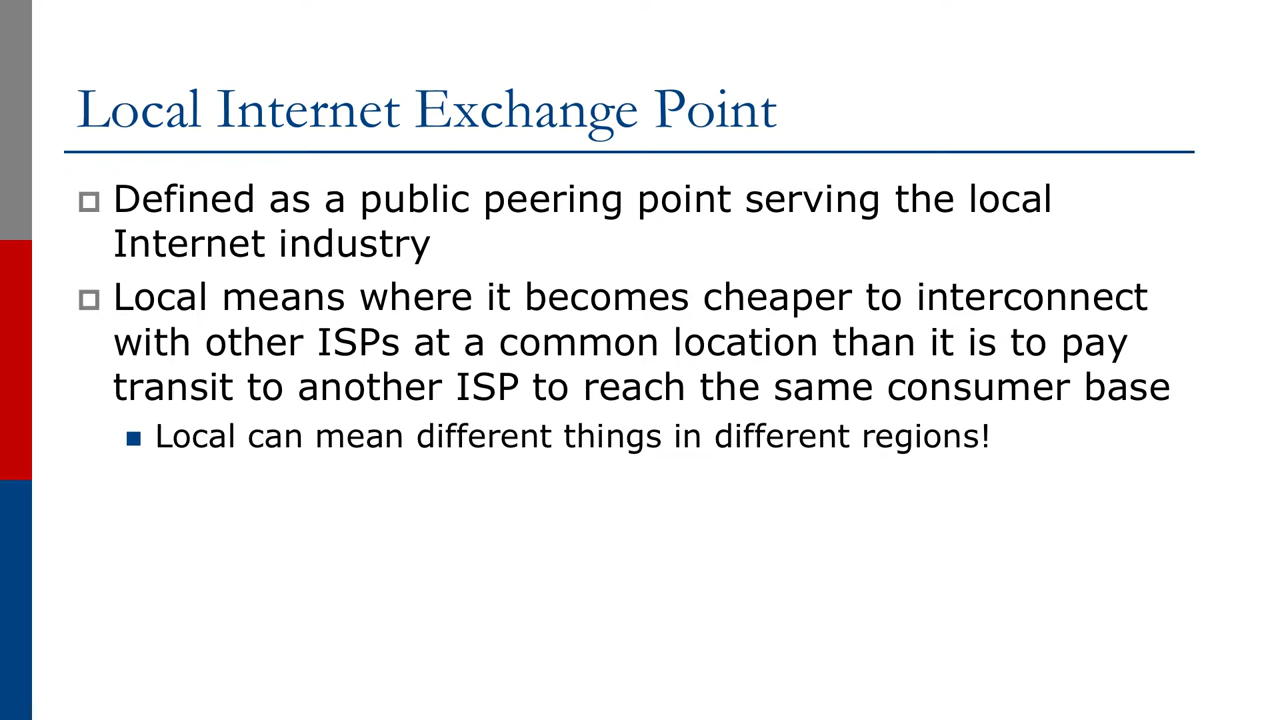 Local Internet Exchange Point
Defined as a public peering point serving the local
Internet industry
Local means where it becomes cheaper to interconnect
with other ISPs at a common location than it is to pay
transit to another ISP to reach the same consumer base
Local can mean different things in different regions!